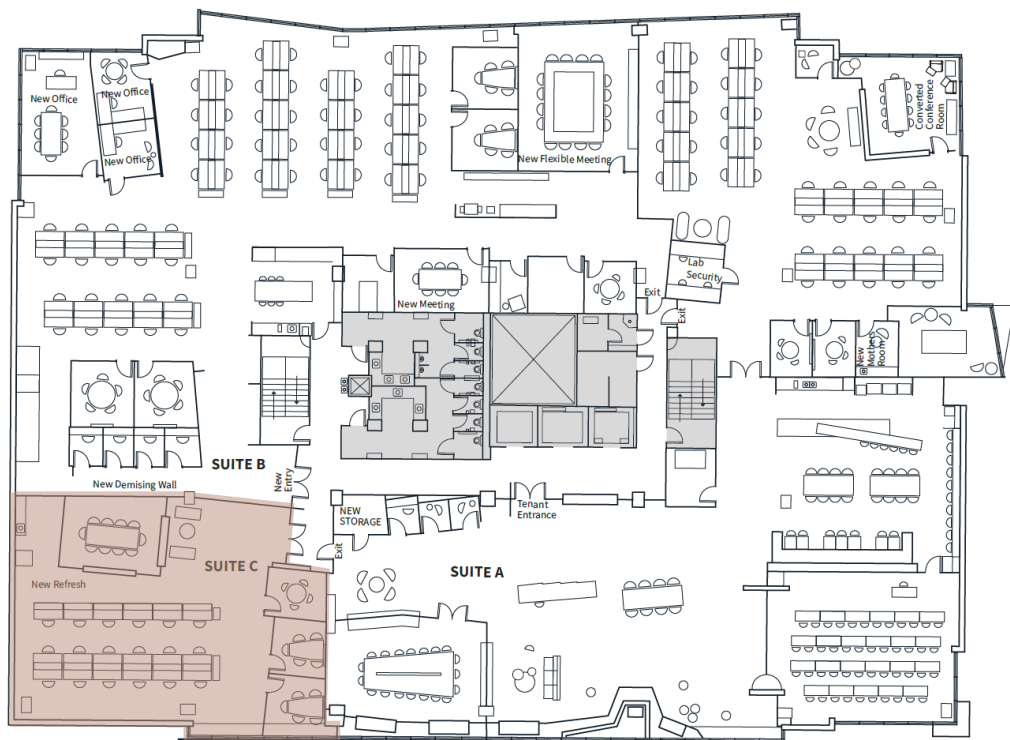 New Office
New Office
New Office
New Flexible Meeting
Converted
Conference
Room
Lab
Security
New Meeting
Exit
Exit
New
Mothers
Room
SUITE B
New Demising Wall
New
Entry
NEW
STORAGE
Tenant
Entrance
Exit
SUITE C
New Refresh
SUITE A